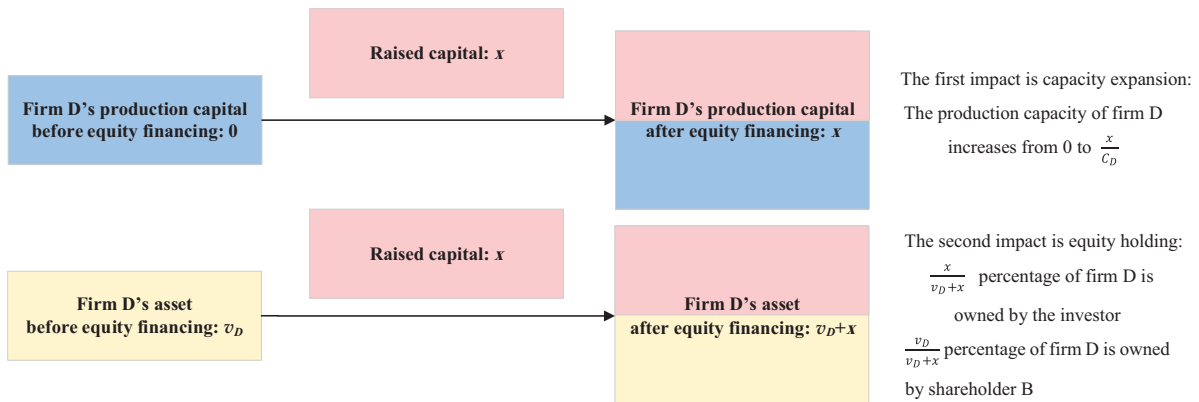 Raised capital: x
Firm D's production capital
before equity financing: 0
Firm D's production capital
after equity financing: x
The first impact is capacity expansion:
The production capacity of firm D
increases from 0 to x/C_D
Raised capital: x
Firm D's asset
before equity financing: v_D
Firm D's asset
after equity financing: v_D+x
The second impact is equity holding:
x/(v_D+x) percentage of firm D is
owned by the investor
v_D/(v_D+x) percentage of firm D is owned
by shareholder B